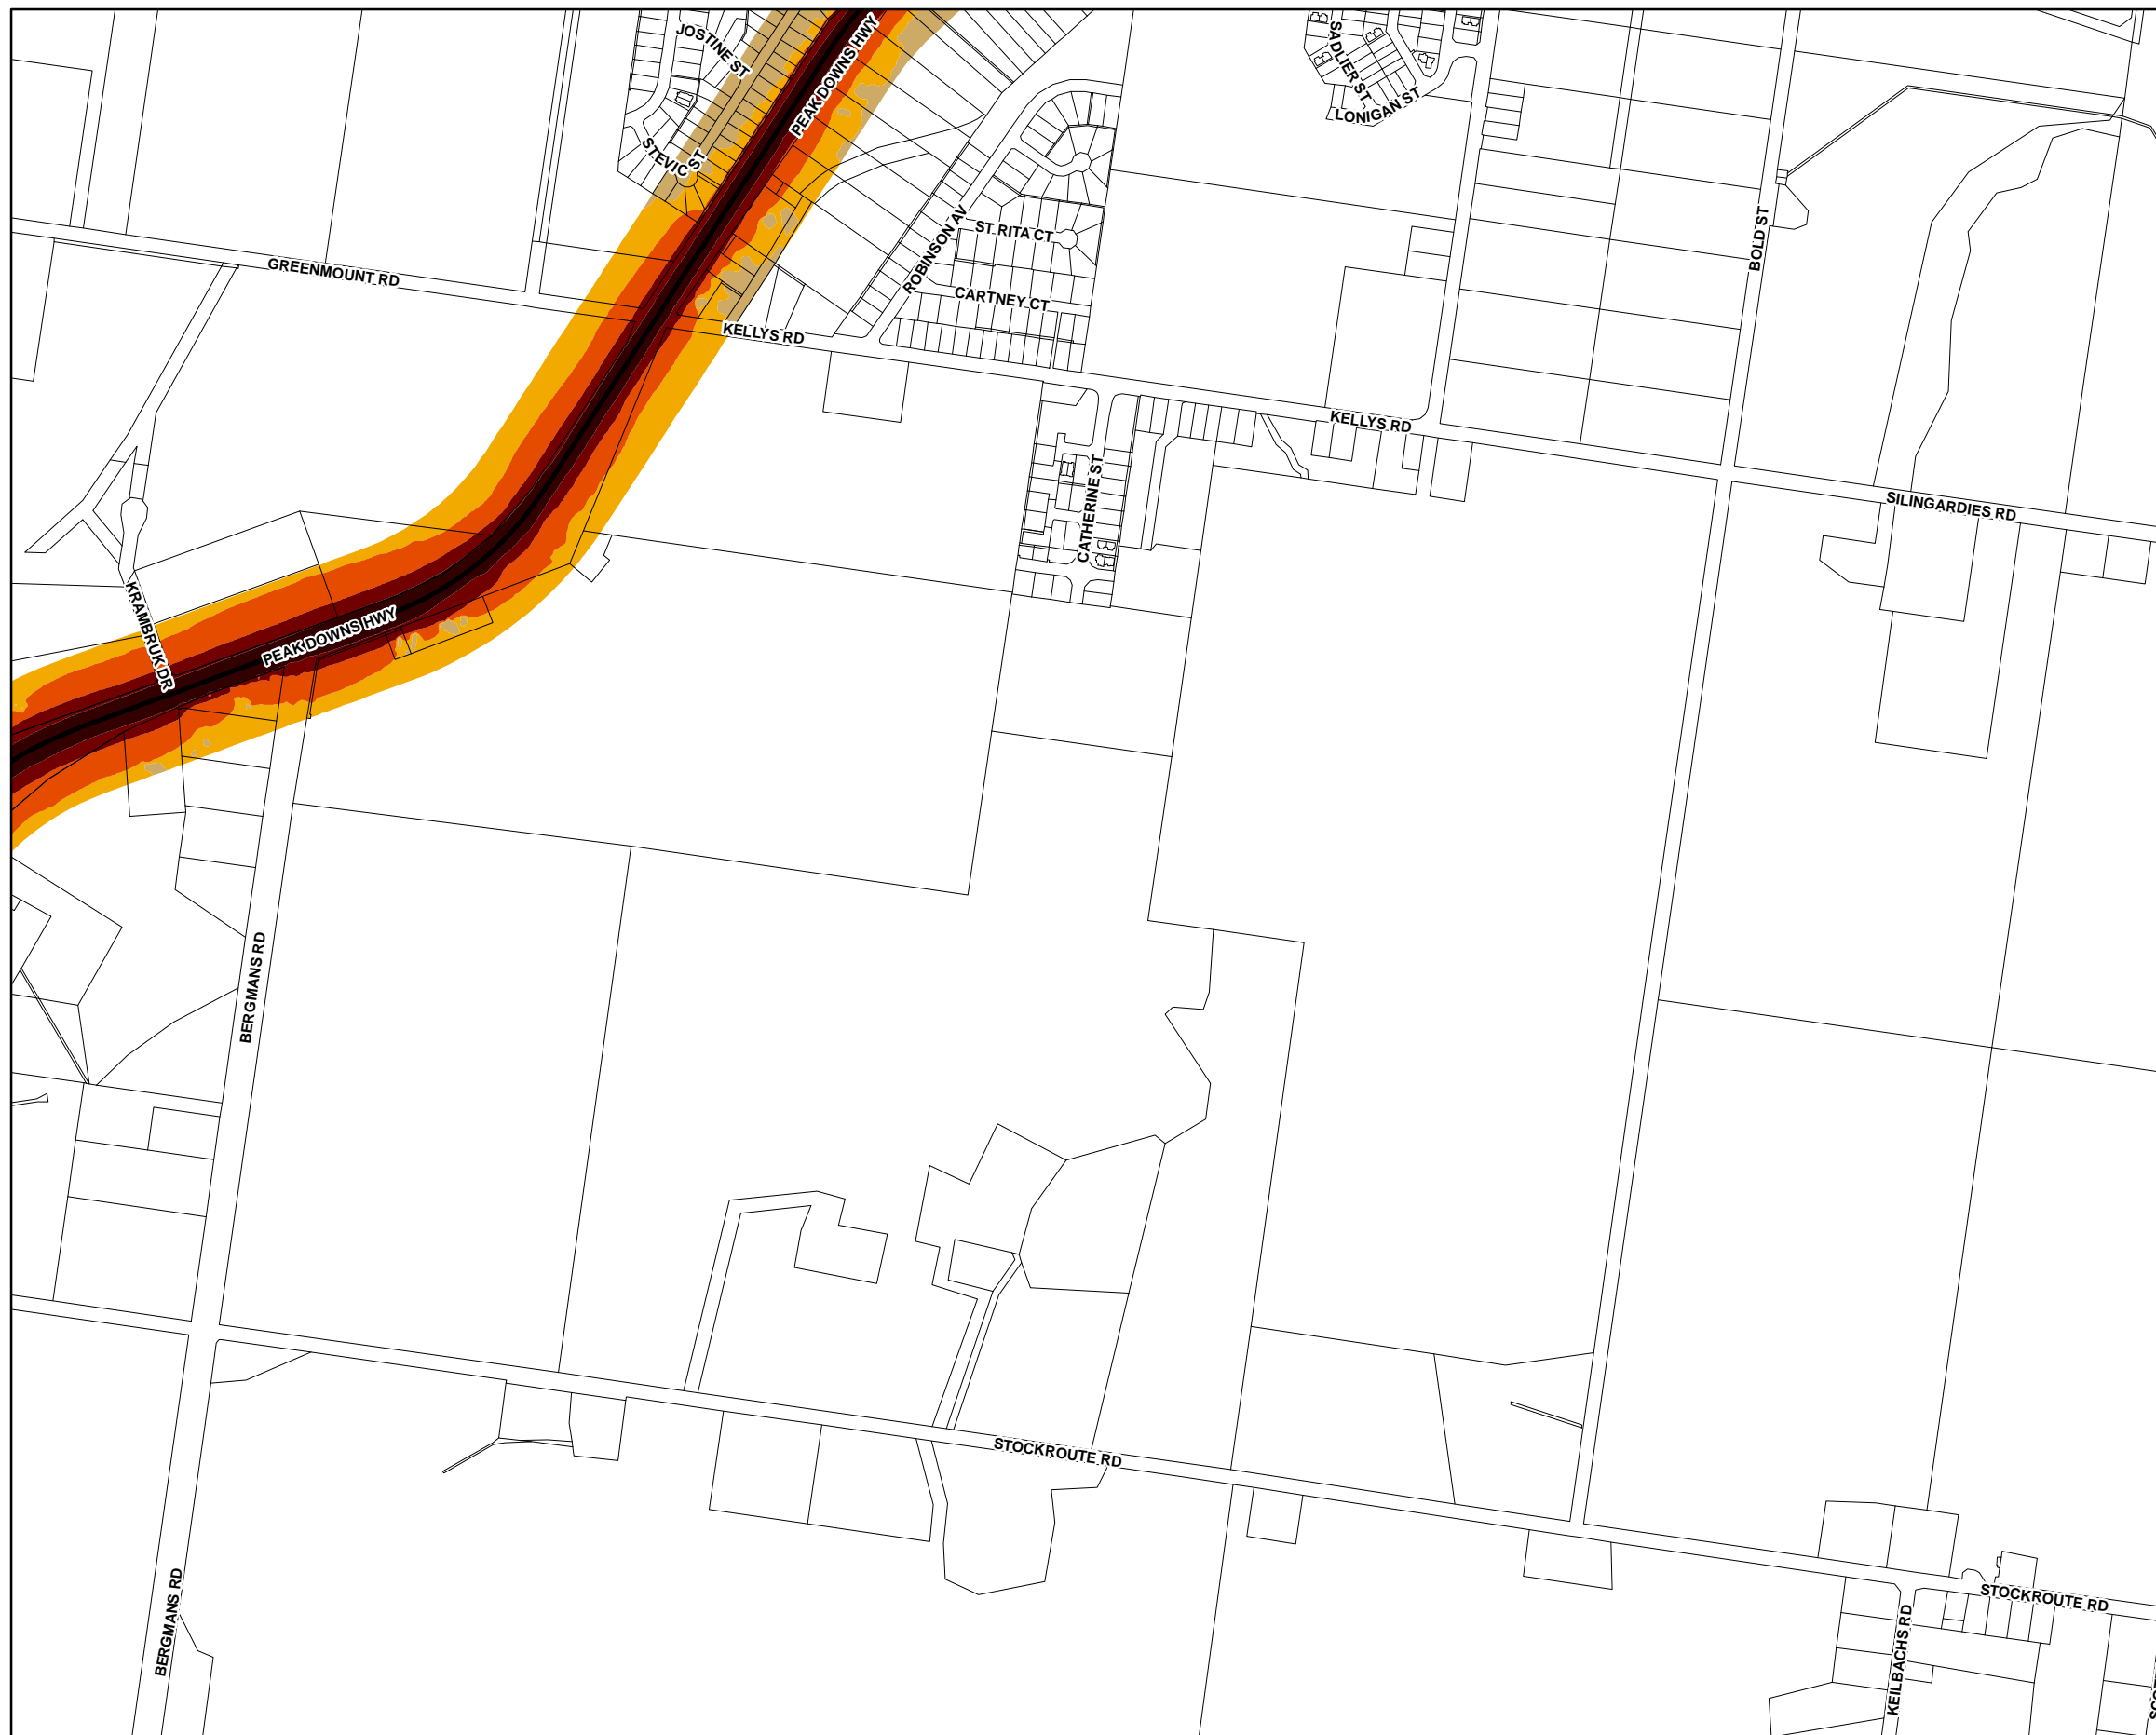 JOSTINE ST
PEAK DOWNS HWY
SADLIER ST
LONIGAN ST
STEVIC ST
ROBINSON AV
ST RITA CT
BOLD ST
GREENMOUNT RD
CARTNEY CT
KELLYS RD
KELLYS RD
CATHERINE ST
SILINGARDIES RD
KRAMBRUK DR
PEAK DOWNS HWY
BERGMANS RD
STOCKROUTE RD
BERGMANS RD
STOCKROUTE RD
KEILBACHS RD